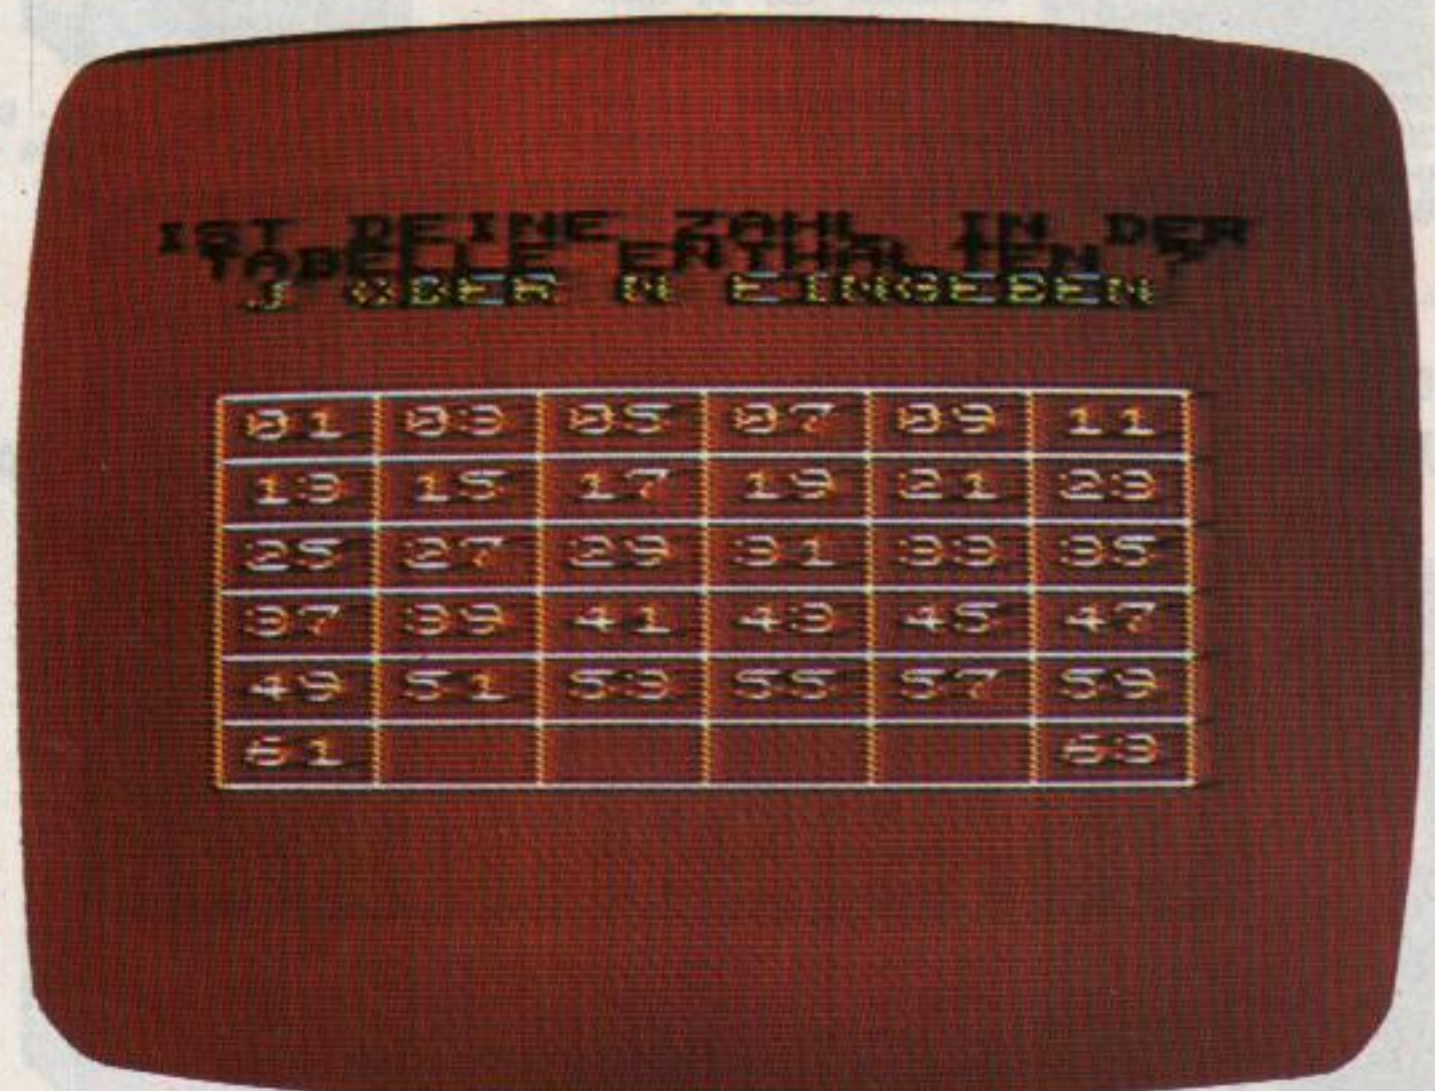 IST DEINE ZAHL IN DER
TABELLE ENTHALTEN ?
J ODER N EINGEBEN
01 03 05 07 09 11
13 15 17 19 21 23
25 27 29 31 33 35
37 39 41 43 45 47
49 51 53 55 57 59
61 63